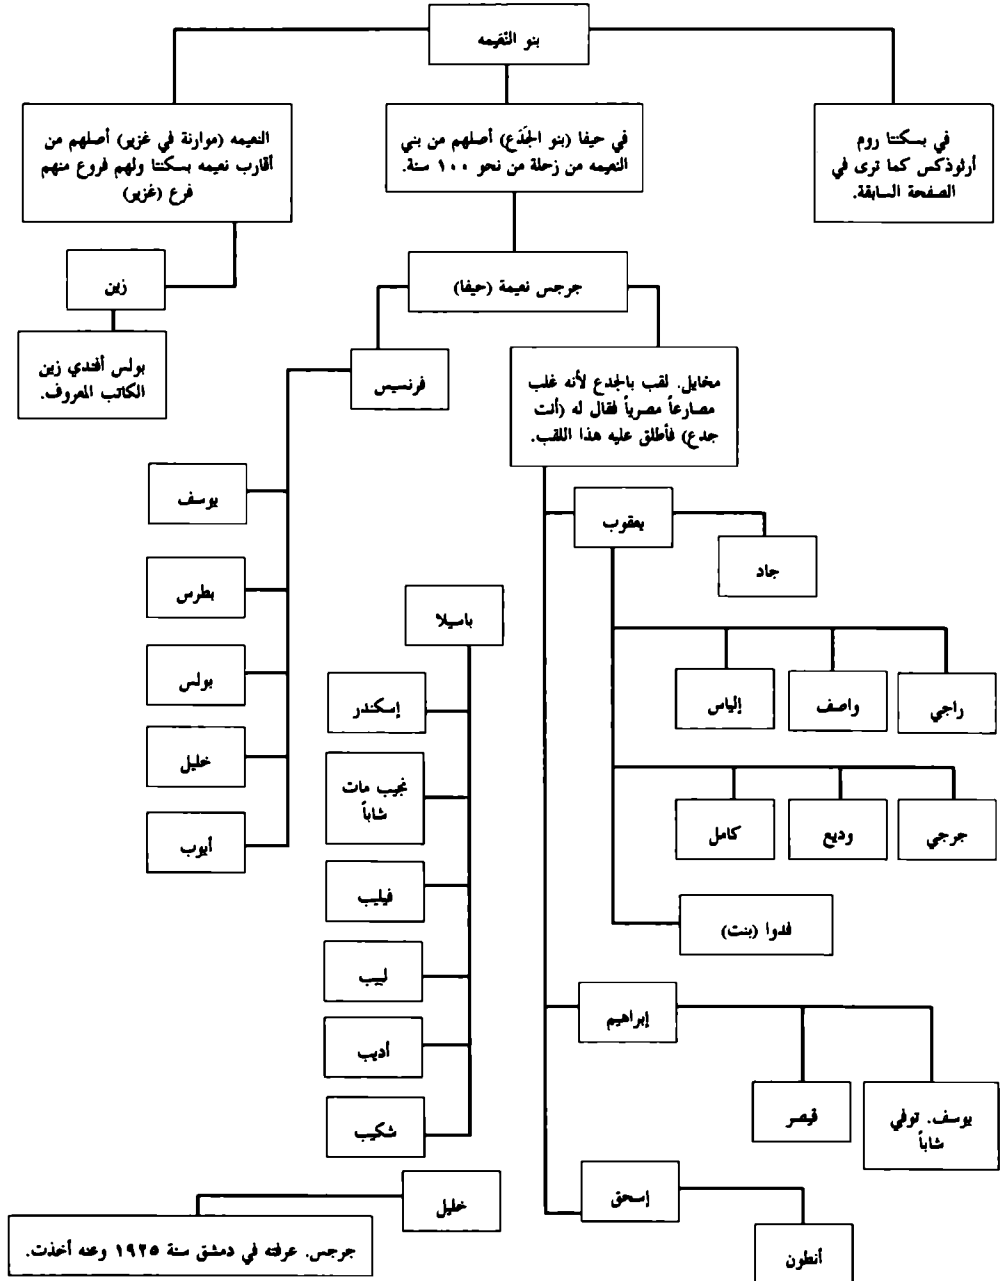 بنو النّعَيمه
في بسكنتا روم
أرثوذكس كما ترى في
الصفحة السابقة.
في حيفا (بنو الجَدَع) أصلهم من بني
النعيمه من زحلة من نحو ١٠٠ سنة.
النعيمه (موارنة في غزير) أصلهم من
أقارب نعيمه بسكنتا ولهم فروع منهم
فرع (غزير)
زين
بولس أفندي زين
الكاتب المعروف.
جرجس نعيمة (حيفا)
مخايل. لقب بالجدع لأنه غلب
مصارعاً مصرياً فقال له (أنت
جدع) فأطلق عليه هذا اللقب.
فرنسيس
يوسف
بطرس
بولس
خليل
أيوب
يعقوب
جاد
راجي
واصف
إلياس
جرجي
وديع
كامل
فدوا (بنت)
إبراهيم
يوسف. توفي
شاباً
قيصر
إسحق
أنطون
باسيلا
إسكندر
نجيب مات
شاباً
فيليب
لبيب
أديب
شكيب
خليل
جرجس. عرفته في دمشق سنة ١٩٢٥ وعنه أخذت.